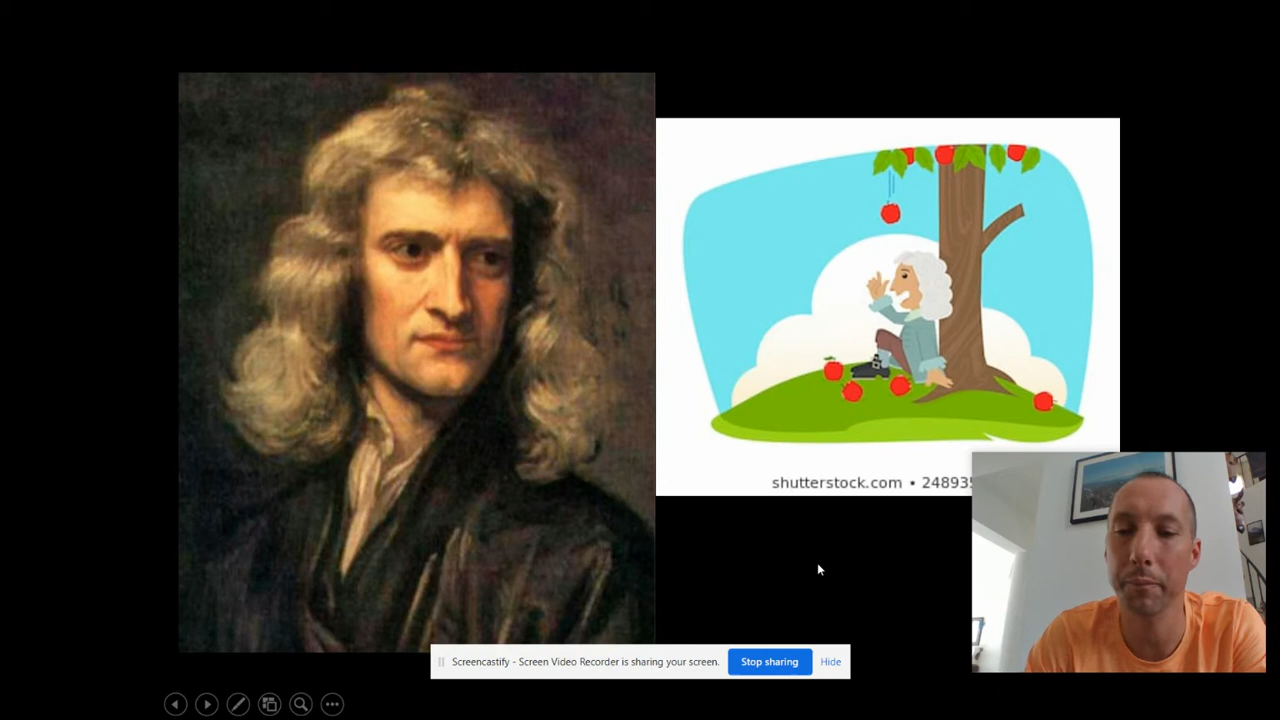 shutterstock.com • 24893
Screencastify - Screen Video Recorder is sharing your screen.
Stop sharing
Hide